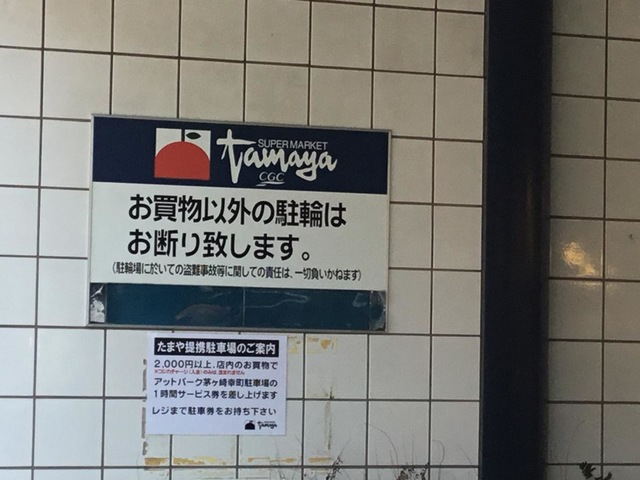 SUPER MARKET
tamaya
CGC
お買物以外の駐輪は
お断り致します。
(駐輪場に於いての盗難事故等に関しての責任は、一切負いかねます)
たまや提携駐車場のご案内
2,000円以上、店内のお買物で
アットパーク茅ヶ崎幸町駐車場の
1時間サービス券を差し上げます
レジまで駐車券をお持ち下さい
tamaya